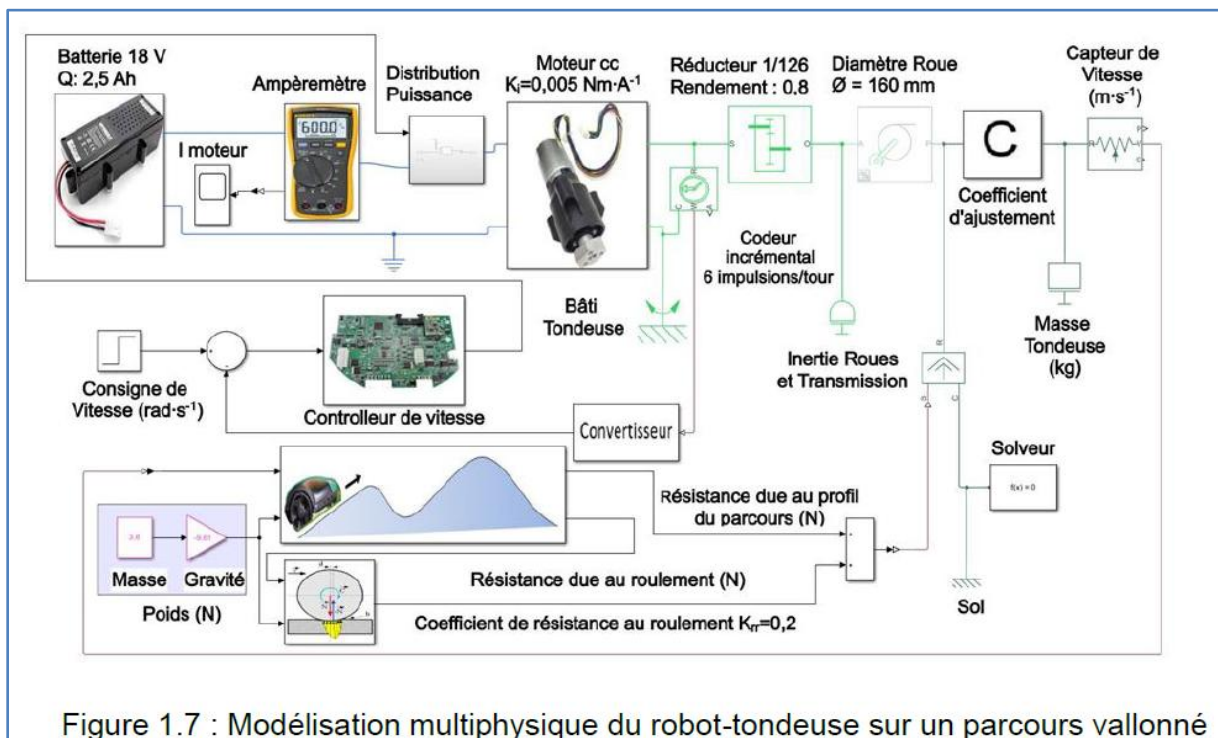 Batterie 18 V
Q: 2,5 Ah
Ampèremètre
600.0
I moteur
Distribution
Puissance
Moteur cc
Ki=0,005 Nm·A-1
Réducteur 1/126
Rendement : 0.8
S
O
Diamètre Roue
Ø = 160 mm
A
P
C
Coefficient
d'ajustement
Capteur de
Vitesse
(m·s-1)
R
P
V
C
R
C
W
A
Codeur
incrémental
6 impulsions/tour
Bâti
Tondeuse
Inertie Roues
et Transmission
Masse
Tondeuse
(kg)
Consigne de
Vitesse (rad·s-1)
Controlleur de vitesse
Convertisseur
R
S
C
Solveur
f(x) = 0
Sol
Résistance due au profil
du parcours (N)
-9.81
Masse
Gravité
Poids (N)
Résistance due au roulement (N)
Coefficient de résistance au roulement Krr=0,2
Figure 1.7 : Modélisation multiphysique du robot-tondeuse sur un parcours vallonné